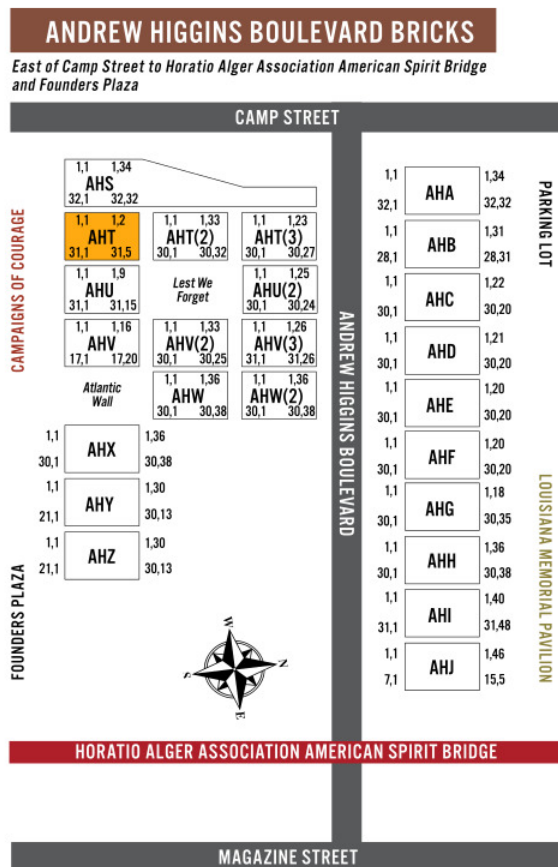 ANDREW HIGGINS BOULEVARD BRICKS
East of Camp Street to Horatio Alger Association American Spirit Bridge
and Founders Plaza
CAMP STREET
1,1 1,34
AHS
32,1 32,32
1,1 1,2
AHT
31,1 31,5
1,1 1,33
AHT(2)
30,1 30,32
1,1 1,23
AHT(3)
30,1 30,27
1,1 1,9
AHU
31,1 31,15
Lest We
Forget
1,1 1,25
AHU(2)
30,1 30,24
1,1 1,16
AHV
17,1 17,20
1,1 1,33
AHV(2)
30,1 30,25
1,1 1,26
AHV(3)
31,1 31,26
Atlantic
Wall
1,1 1,36
AHW
30,1 30,38
1,1 1,36
AHW(2)
30,1 30,38
1,1 1,36
AHX
30,1 30,38
1,1 1,30
AHY
21,1 30,13
1,1 1,30
AHZ
21,1 30,13
CAMPAIGNS OF COURAGE
FOUNDERS PLAZA
ANDREW HIGGINS BOULEVARD
1,1 1,34
AHA
32,1 32,32
1,1 1,31
AHB
28,1 28,31
1,1 1,22
AHC
30,1 30,20
1,1 1,21
AHD
30,1 30,20
1,1 1,20
AHE
30,1 30,20
1,1 1,20
AHF
30,1 30,20
1,1 1,18
AHG
30,1 30,35
1,1 1,36
AHH
30,1 30,38
1,1 1,40
AHI
31,1 31,48
1,1 1,46
AHJ
7,1 15,5
PARKING LOT
LOUISIANA MEMORIAL PAVILION
W
N
S
E
HORATIO ALGER ASSOCIATION AMERICAN SPIRIT BRIDGE
MAGAZINE STREET